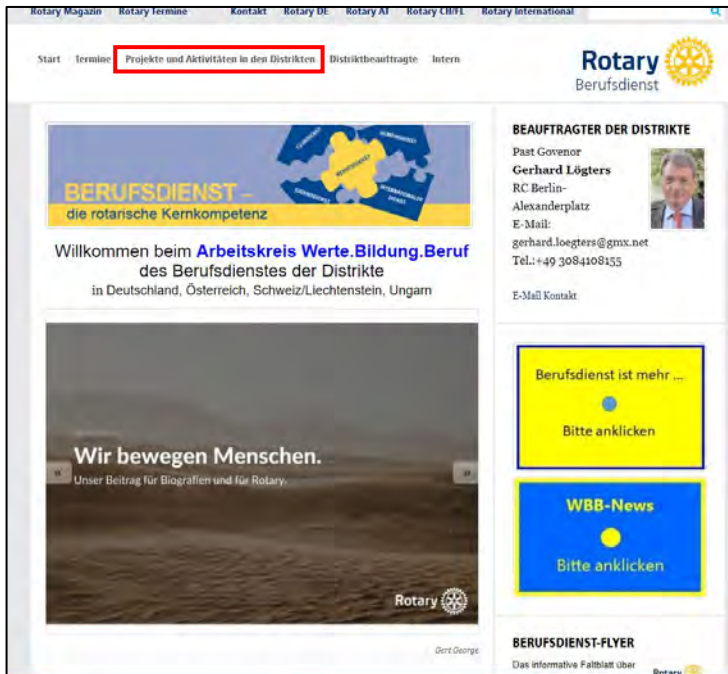 Rotary Magazin Rotary Termine Kontakt Rotary DE Rotary AT Rotary CH/FL Rotary International
Start Termine Projekte und Aktivitäten in den Distrikten Distriktbeauftragte Intern
Rotary
Berufsdienst
BERUFSDIENST
BERUFSDIENST –
die rotarische Kernkompetenz
Willkommen beim Arbeitskreis Werte.Bildung.Beruf
des Berufsdienstes der Distrikte
in Deutschland, Österreich, Schweiz/Liechtenstein, Ungarn
Wir bewegen Menschen.
Unser Beitrag für Biografien und für Rotary.
«
»
Rotary
Gert George
BEAUFTRAGTER DER DISTRIKTE
Past Govenor
Gerhard Lögters
RC Berlin-
Alexanderplatz
E-Mail:
gerhard.loegters@gmx.net
Tel.:+49 3084108155
E-Mail Kontakt
Berufsdienst ist mehr ...
Bitte anklicken
WBB-News
Bitte anklicken
BERUFSDIENST-FLYER
Das informative Faltblatt über
Rotary